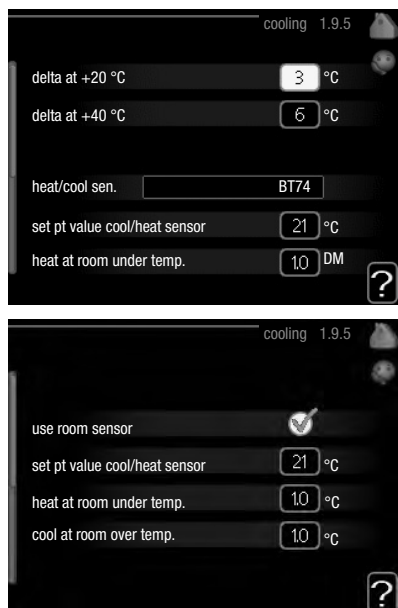 cooling 1.9.5
delta at +20 °C 3 °C
delta at +40 °C 6 °C
heat/cool sen. BT74
set pt value cool/heat sensor 21 °C
heat at room under temp. 1.0 DM
?
cooling 1.9.5
use room sensor
set pt value cool/heat sensor 21 °C
heat at room under temp. 1.0 °C
cool at room over temp. 1.0 °C
?